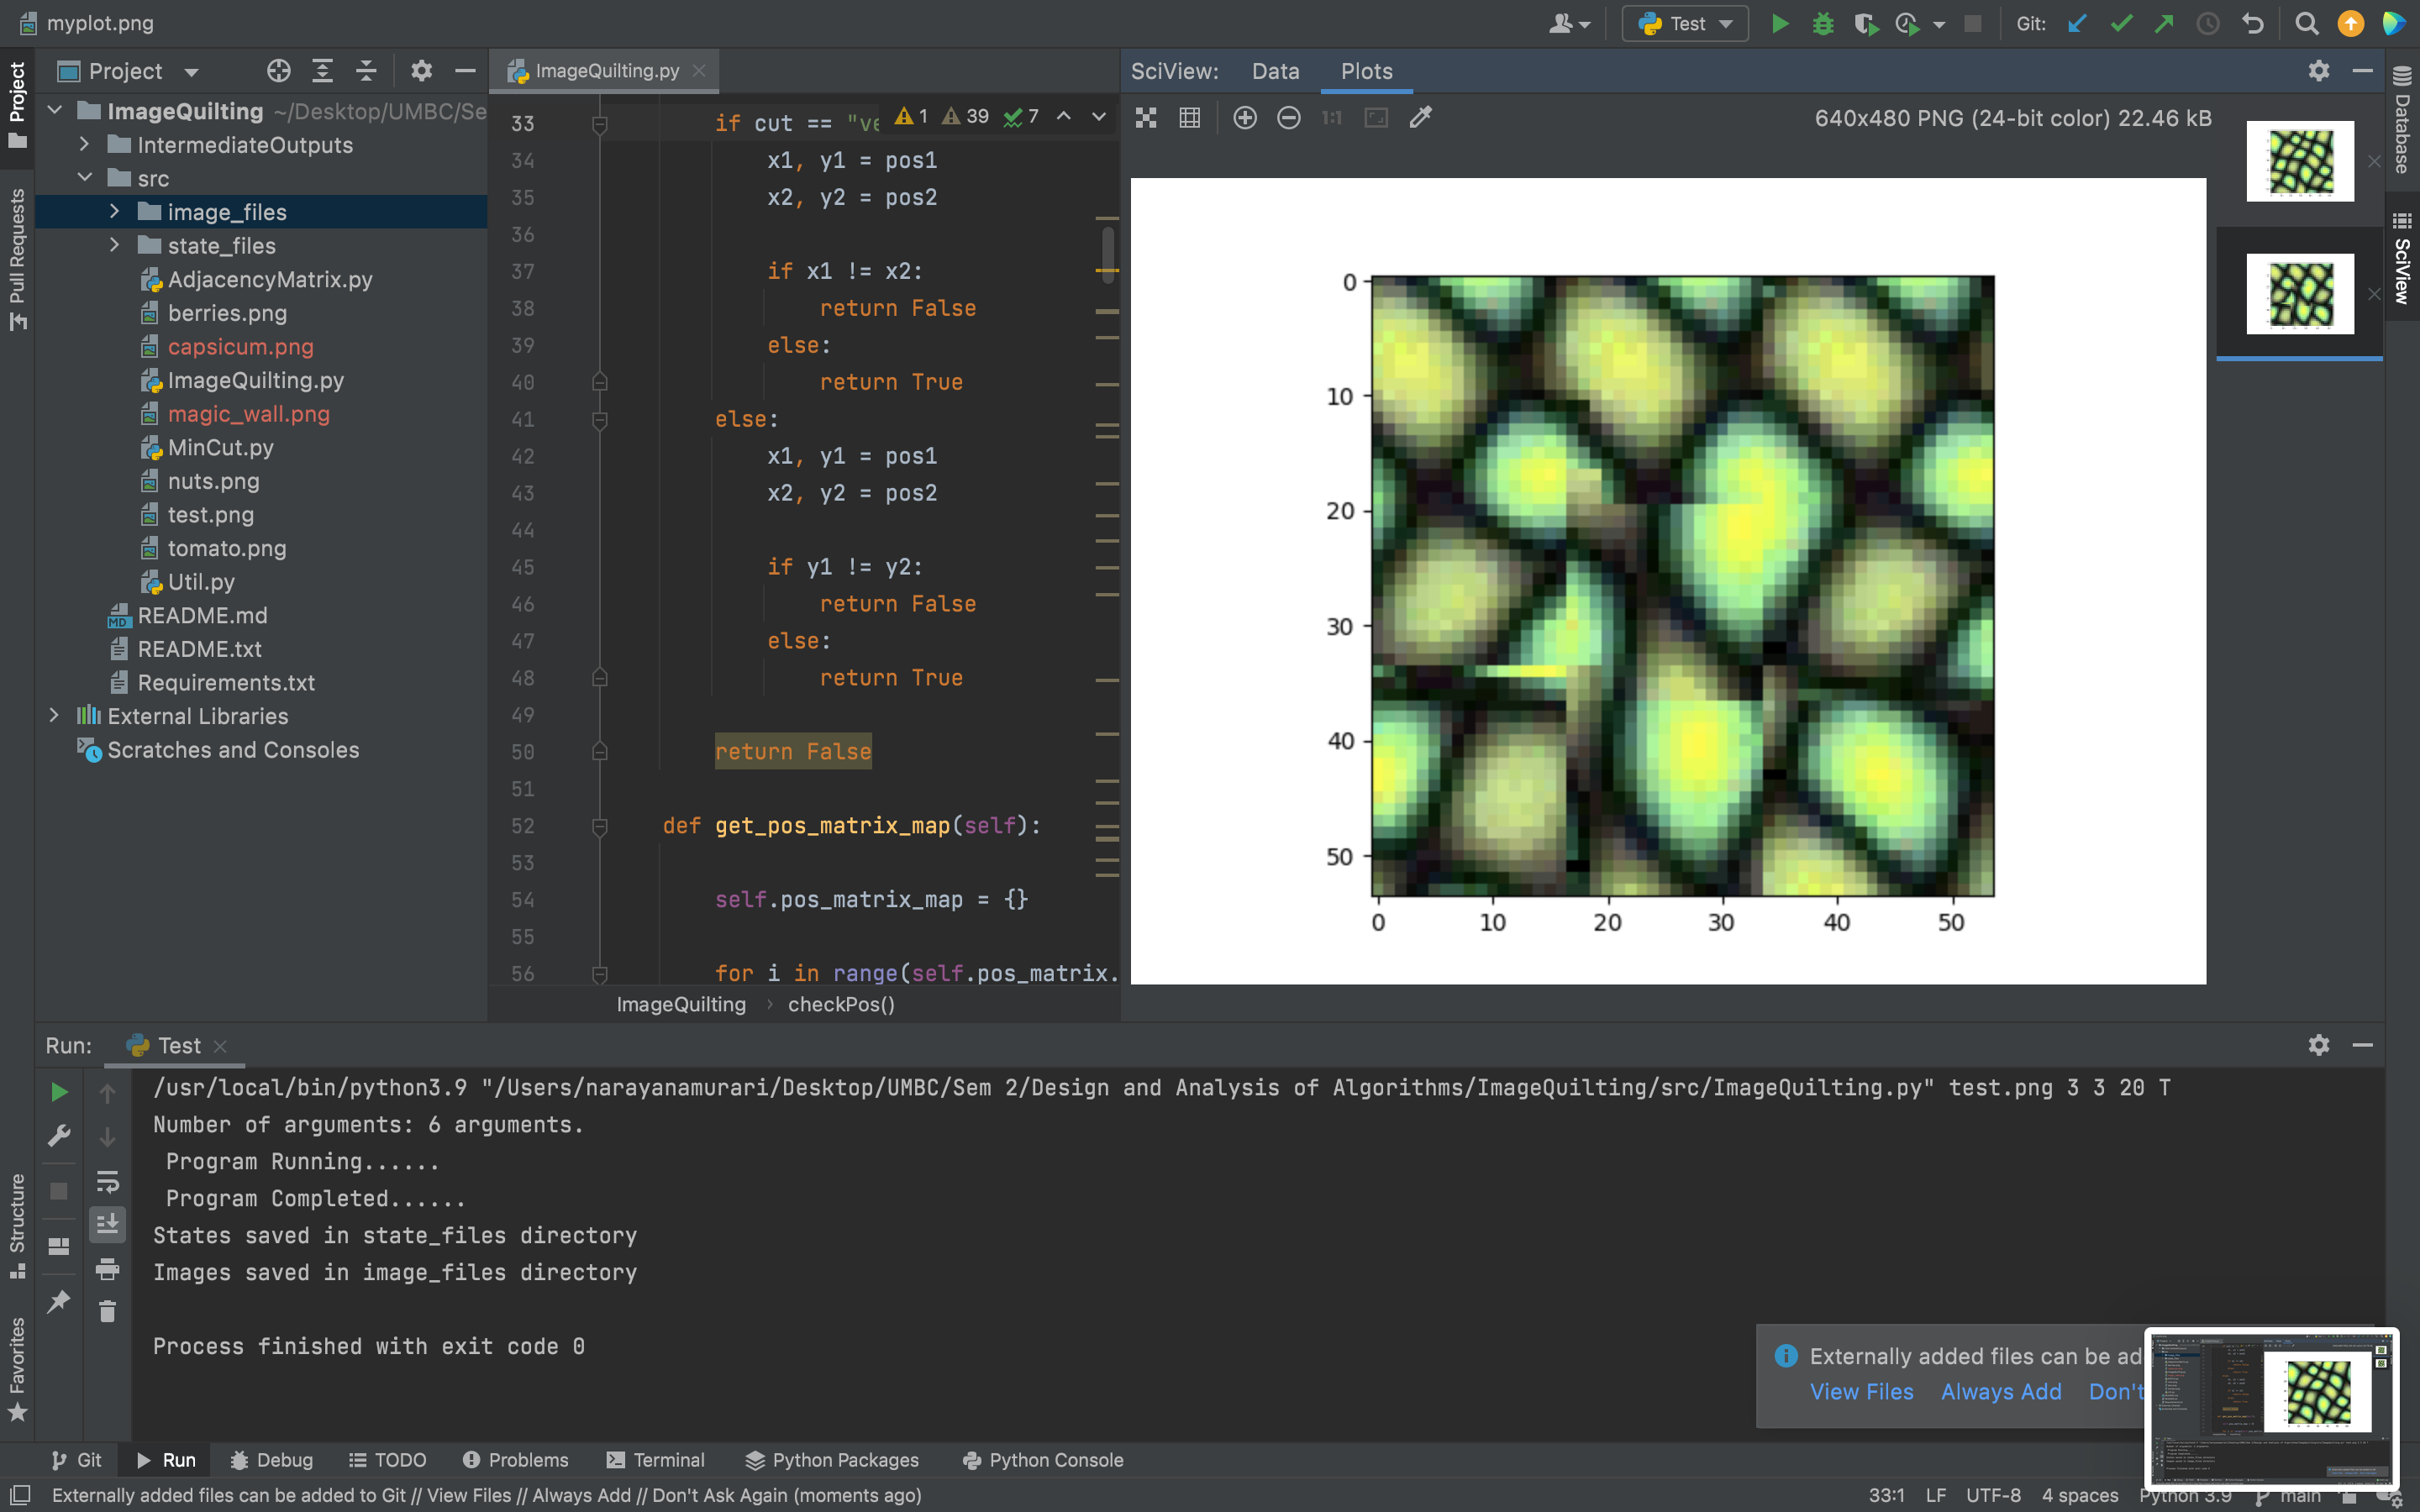 myplot.png
Test
Git:
Project
ImageQuilting ~/Desktop/UMBC/Se
IntermediateOutputs
src
image_files
state_files
AdjacencyMatrix.py
berries.png
capsicum.png
ImageQuilting.py
magic_wall.png
MinCut.py
nuts.png
test.png
tomato.png
Util.py
README.md
README.txt
Requirements.txt
External Libraries
Scratches and Consoles
Project
Pull Requests
Structure
Favorites
ImageQuilting.py
1 39 7
33 if cut == "ve
34 x1, y1 = pos1
35 x2, y2 = pos2
36
37 if x1 != x2:
38 return False
39 else:
40 return True
41 else:
42 x1, y1 = pos1
43 x2, y2 = pos2
44
45 if y1 != y2:
46 return False
47 else:
48 return True
49
50 return False
51
52 def get_pos_matrix_map(self):
53
54 self.pos_matrix_map = {}
55
56 for i in range(self.pos_matrix.
ImageQuilting › checkPos()
SciView: Data Plots
1:1
640x480 PNG (24-bit color) 22.46 kB
0
10
20
30
40
50
0 10 20 30 40 50
Database
SciView
Run: Test
/usr/local/bin/python3.9 "/Users/narayanamurari/Desktop/UMBC/Sem 2/Design and Analysis of Algorithms/ImageQuilting/src/ImageQuilting.py" test.png 3 3 20 T
Number of arguments: 6 arguments.
Program Running......
Program Completed......
States saved in state_files directory
Images saved in image_files directory
Process finished with exit code 0
Externally added files can be ad
View Files Always Add Don't
Git Run Debug TODO Problems Terminal Python Packages Python Console
Externally added files can be added to Git // View Files // Always Add // Don't Ask Again (moments ago)
33:1 LF UTF-8 4 spaces Python 3.9 main